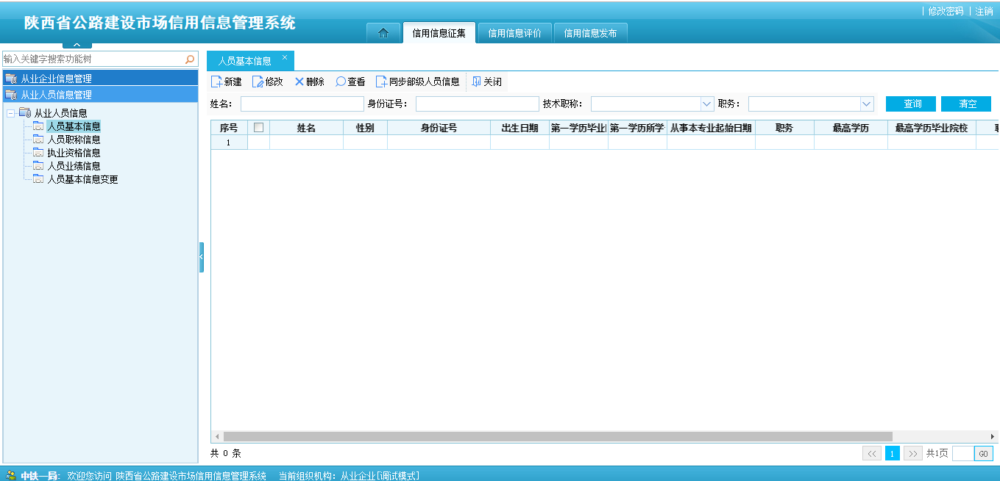 | 修改密码 | 注销
陕西省公路建设市场信用信息管理系统
信用信息征集 信用信息评价 信用信息发布
输入关键字搜索功能树
人员基本信息 ×
从业企业信息管理
从业人员信息管理
从业人员信息
人员基本信息
人员职称信息
执业资格信息
人员业绩信息
人员基本信息变更
新建 修改 删除 查看 同步部级人员信息 关闭
姓名: 身份证号: 技术职称: 职务: 查询 清空
序号 姓名 性别 身份证号 出生日期 第一学历毕业 第一学历所学 从事本专业起始日期 职务 最高学历 最高学历毕业院校
1
共 0 条
<< 1 >> 共1页 GO
中铁一局: 欢迎您访问 陕西省公路建设市场信用信息管理系统 当前组织机构: 从业企业[调试模式]